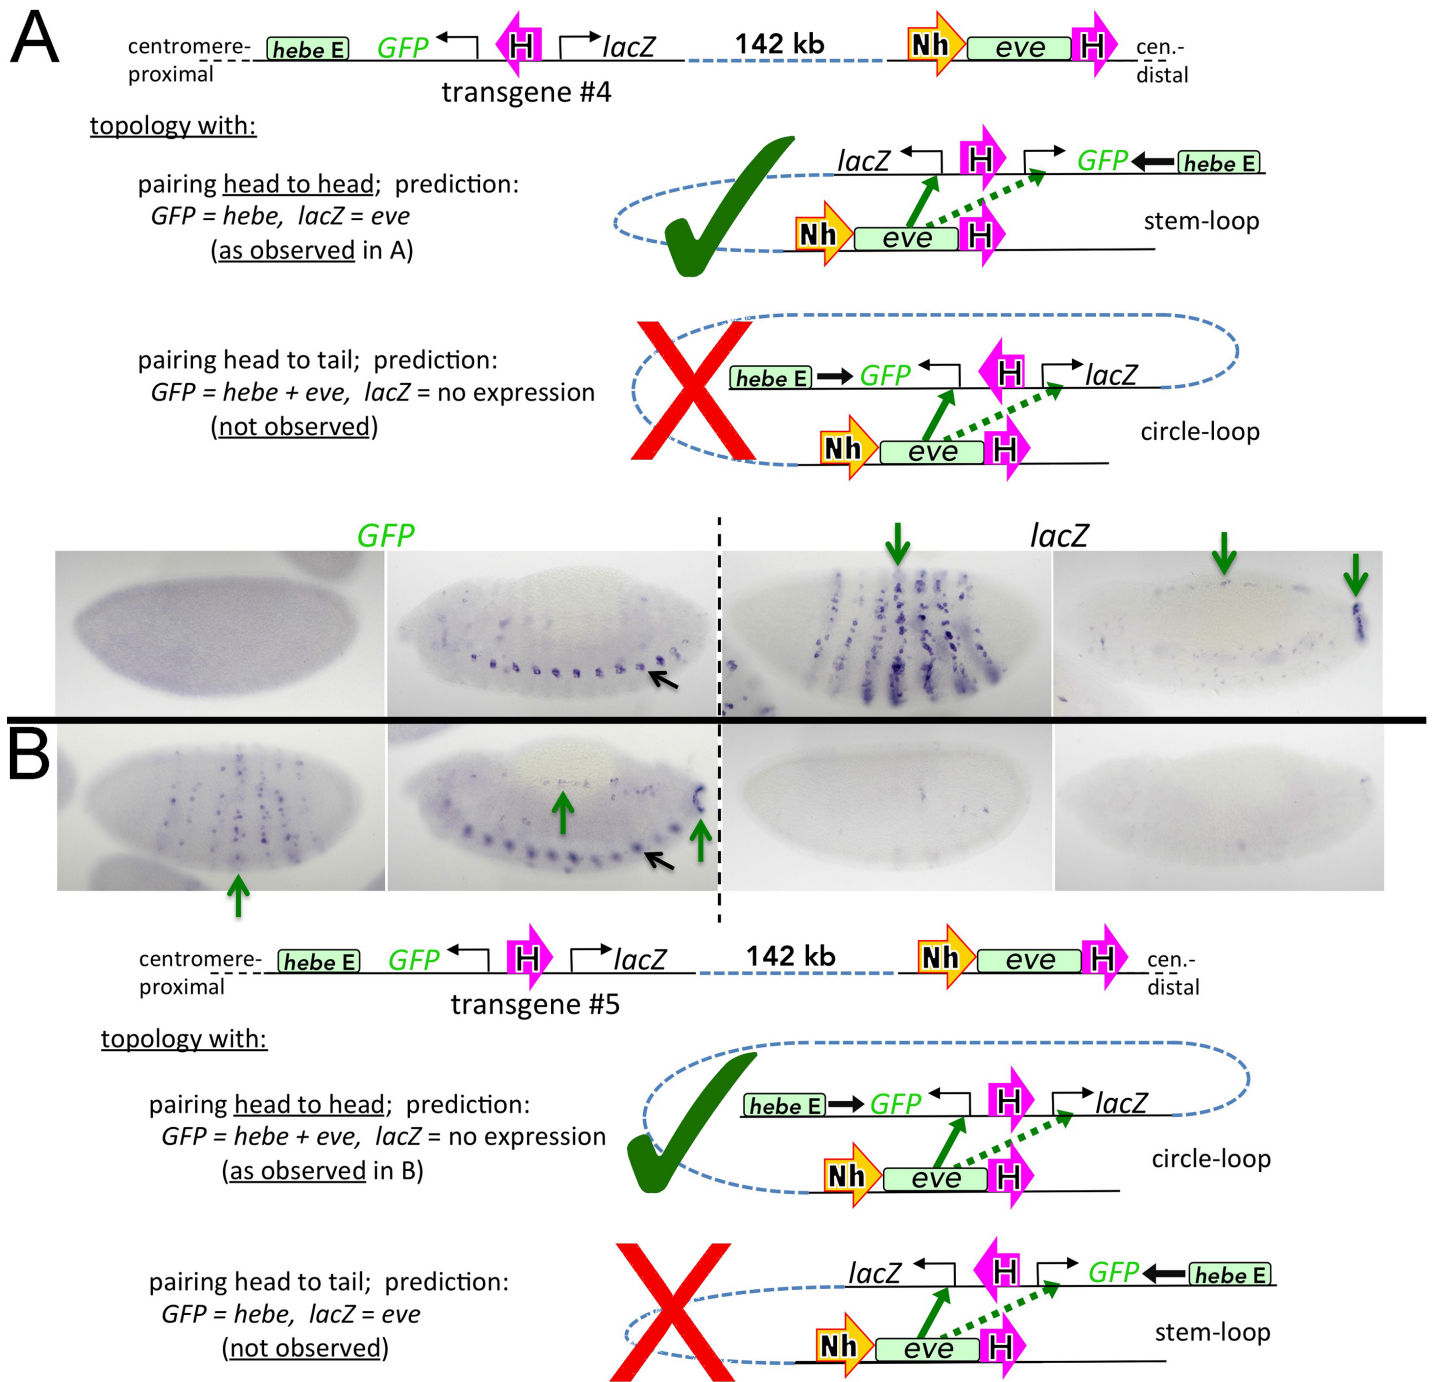 A
centromere-
proximal
hebe E
GFP
H
lacZ
142 kb
Nh
eve
H
cen.-
distal
transgene #4
topology with:
pairing head to head; prediction:
GFP = hebe, lacZ = eve
(as observed in A)
lacZ
H
GFP
hebe E
Nh
eve
H
stem-loop
pairing head to tail; prediction:
GFP = hebe + eve, lacZ = no expression
(not observed)
hebe E
GFP
H
lacZ
Nh
eve
H
circle-loop
GFP
lacZ
B
centromere-
proximal
hebe E
GFP
H
lacZ
142 kb
Nh
eve
H
cen.-
distal
transgene #5
topology with:
pairing head to head; prediction:
GFP = hebe + eve, lacZ = no expression
(as observed in B)
hebe E
GFP
H
lacZ
Nh
eve
H
circle-loop
pairing head to tail; prediction:
GFP = hebe, lacZ = eve
(not observed)
lacZ
H
GFP
hebe E
Nh
eve
H
stem-loop